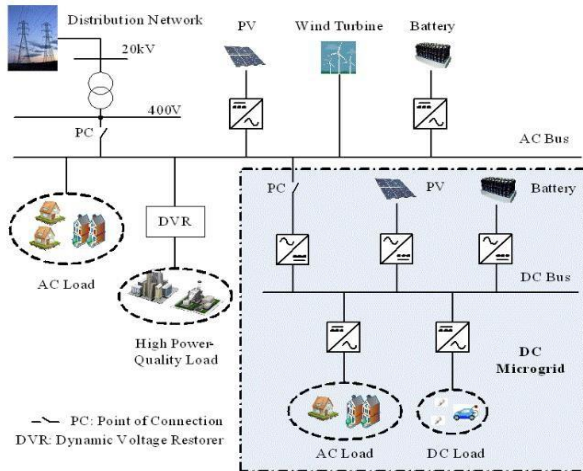 Distribution Network
PV
Wind Turbine
Battery
20kV
400V
PC
AC Bus
PC
PV
Battery
DVR
AC Load
DC Bus
High Power-
Quality Load
DC
Microgrid
AC Load
DC Load
PC: Point of Connection
DVR: Dynamic Voltage Restorer